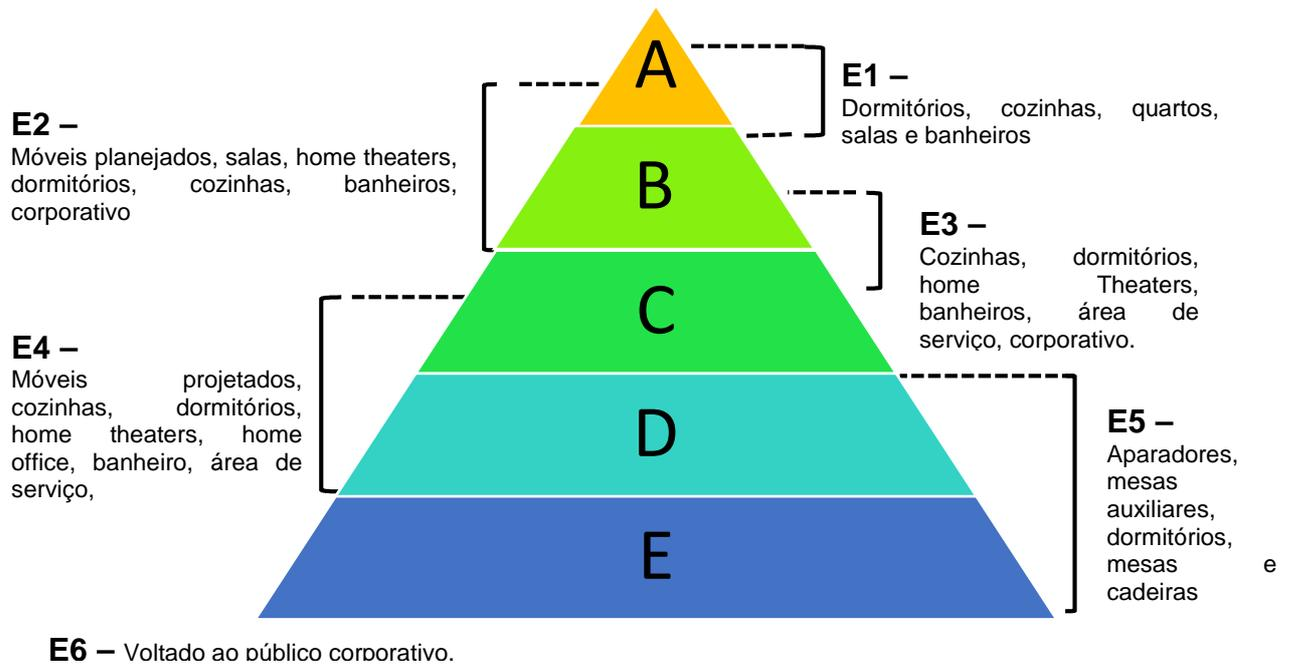 A
E1 –
Dormitórios, cozinhas, quartos,
salas e banheiros
E2 –
Móveis planejados, salas, home theaters,
dormitórios, cozinhas, banheiros,
corporativo
B
E3 –
Cozinhas, dormitórios,
home Theaters,
banheiros, área de
serviço, corporativo.
C
E4 –
Móveis projetados,
cozinhas, dormitórios,
home theaters, home
office, banheiro, área de
serviço,
D
E5 –
Aparadores,
mesas
auxiliares,
dormitórios,
mesas e
cadeiras
E
E6 – Voltado ao público corporativo.